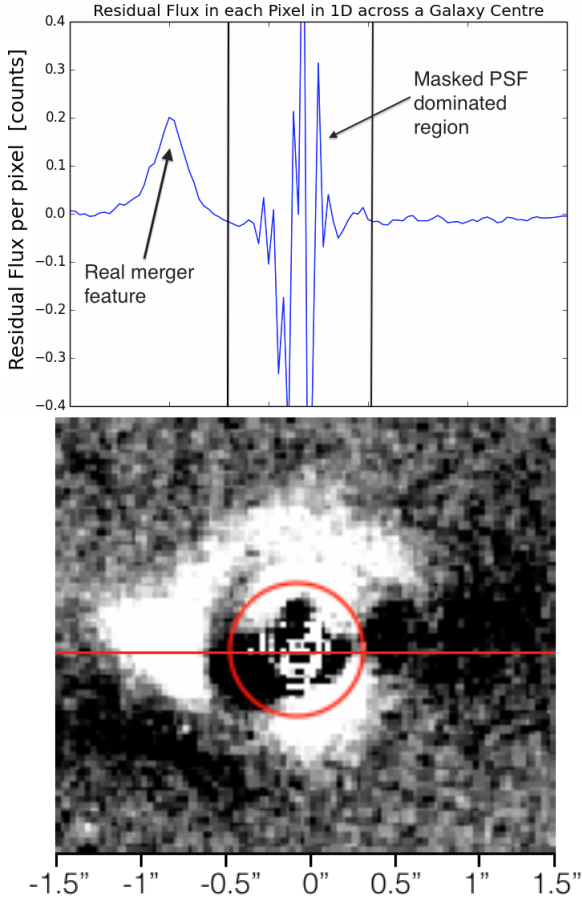 Residual Flux in each Pixel in 1D across a Galaxy Centre
Residual Flux per pixel [counts]
0.4
0.3
0.2
0.1
0.0
−0.1
−0.2
−0.3
−0.4
Masked PSF
dominated
region
Real merger
feature
-1.5” -1” -0.5” 0” 0.5” 1” 1.5”